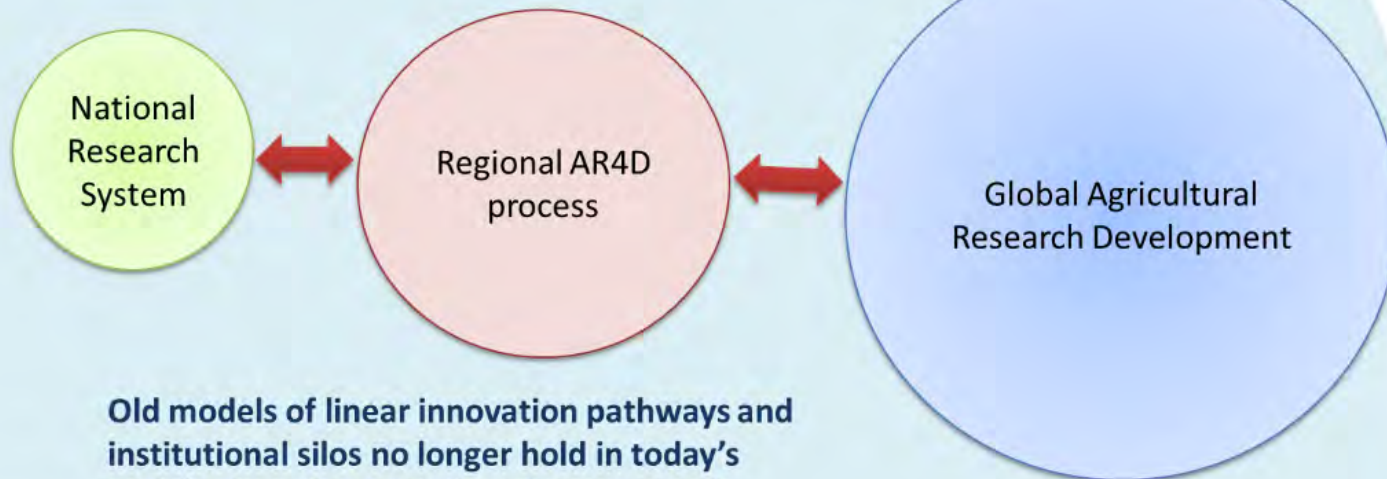 National
Research
System
Regional AR4D
process
Global Agricultural
Research Development
Old models of linear innovation pathways and
institutional silos no longer hold in today's